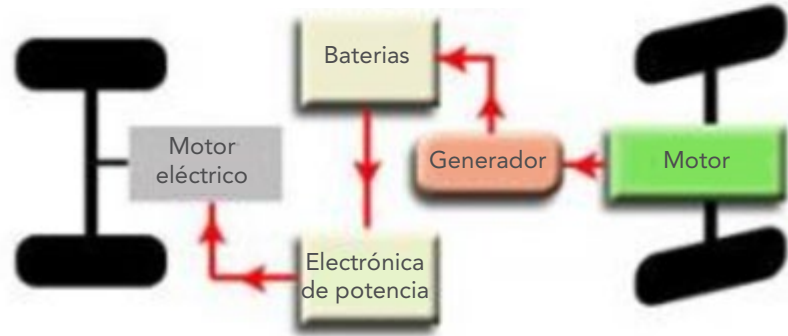 Baterias
Motor
eléctrico
Generador
Motor
Electrónica
de potencia